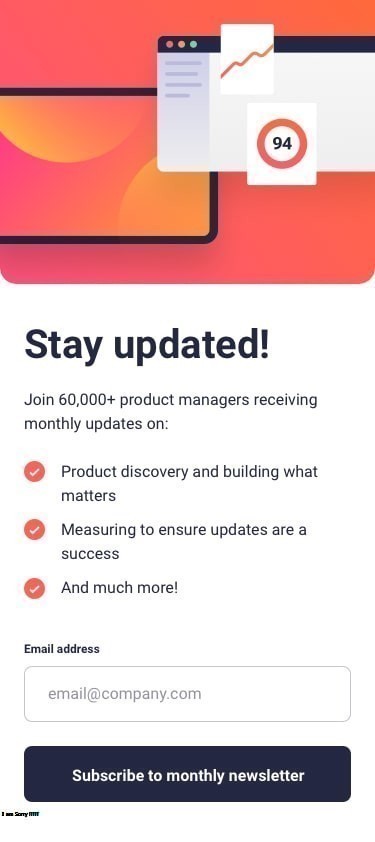 94
Stay updated!
Join 60,000+ product managers receiving
monthly updates on:
Product discovery and building what
matters
Measuring to ensure updates are a
success
And much more!
Email address
email@company.com
Subscribe to monthly newsletter
I am Sorry